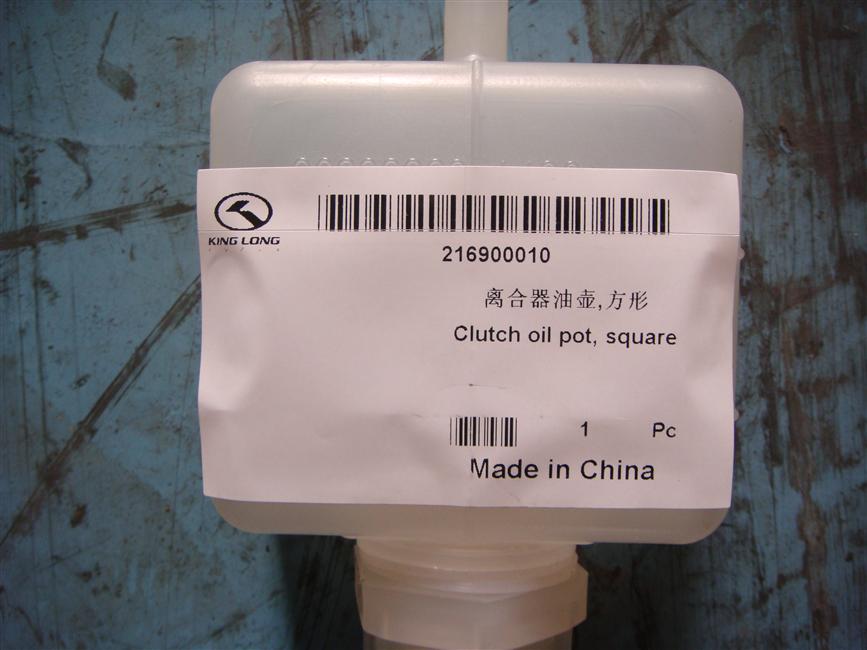 KING LONG
216900010
离合器油壶,方形
Clutch oil pot, square
1 Pc
Made in China